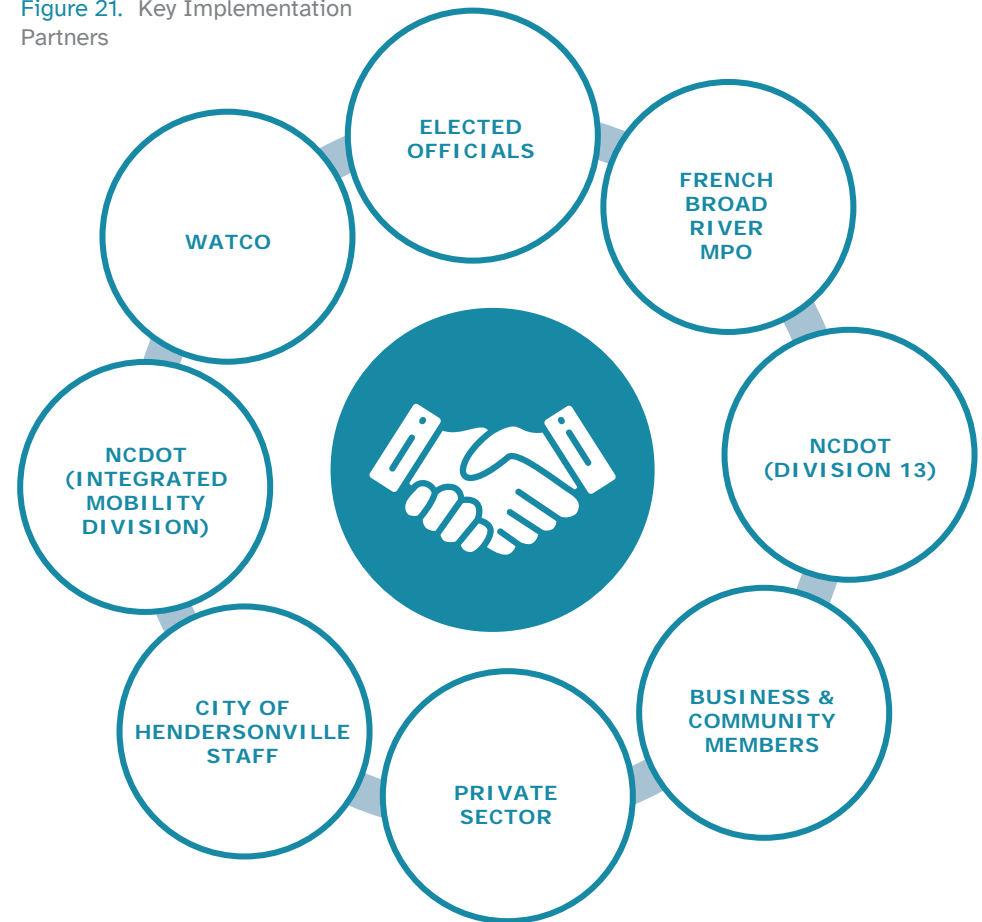 Figure 21. Key Implementation
Partners
ELECTED
OFFICIALS
FRENCH
BROAD
RIVER
MPO
NCDOT
(DIVISION 13)
BUSINESS &
COMMUNITY
MEMBERS
PRIVATE
SECTOR
CITY OF
HENDERSONVILLE
STAFF
NCDOT
(INTEGRATED
MOBILITY
DIVISION)
WATCO